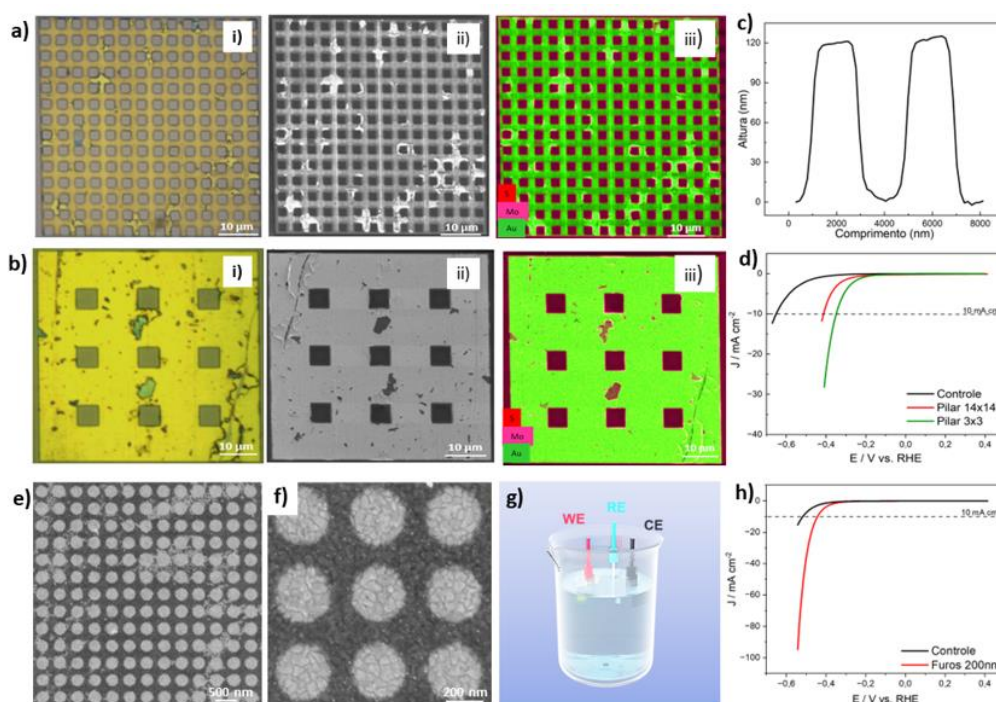 a)
i)
10 µm
ii)
10 µm
iii)
S
Mo
Au
10 µm
c)
Altura (nm)
120
90
60
30
0
0
2000
4000
6000
8000
Comprimento (nm)
b)
i)
10 µm
ii)
10 µm
iii)
S
Mo
Au
10 µm
d)
J / mA cm-2
0
-10
-20
-30
-40
10 mA cm
Controle
Pilar 14x14
Pilar 3x3
-0,6
-0,4
-0,2
0,0
0,2
0,4
E / V vs. RHE
e)
500 nm
f)
200 nm
g)
WE
RE
CE
h)
J / mA cm-2
0
-20
-40
-60
-80
-100
10 mA cm
Controle
Furos 200nm
-0,6
-0,4
-0,2
0,0
0,2
0,4
E / V vs. RHE